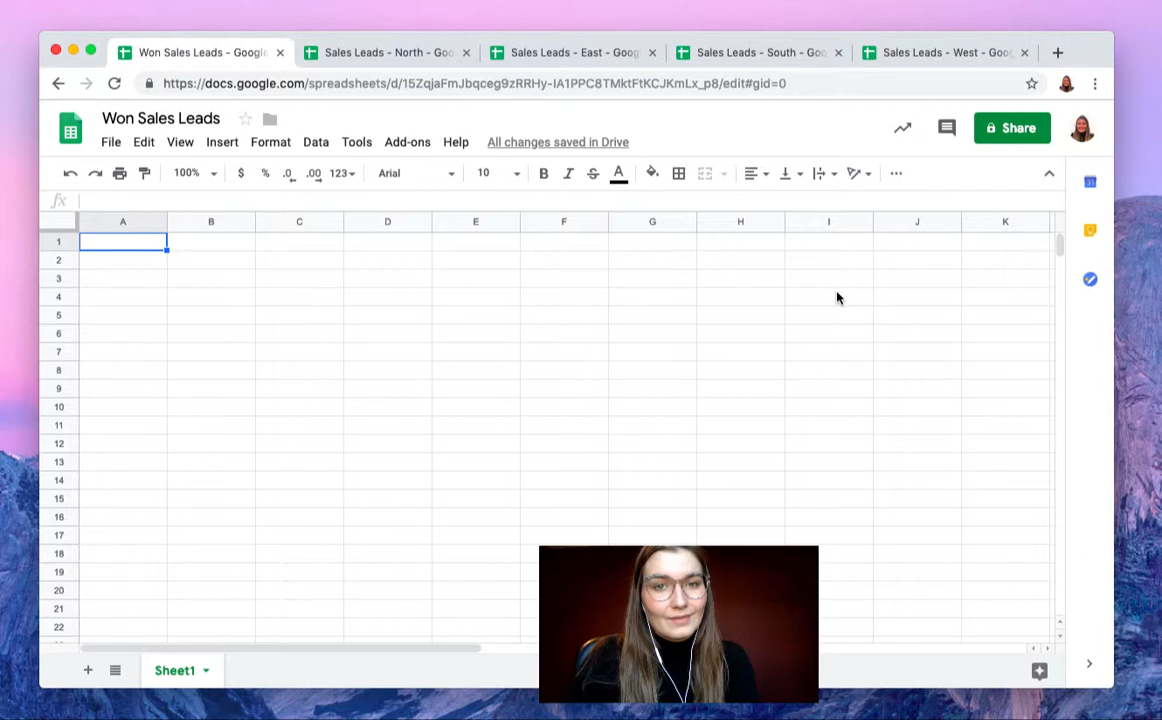 Won Sales Leads - Google
Sales Leads - North - Goo
Sales Leads - East - Goog
Sales Leads - South - Goo
Sales Leads - West - Goo
https://docs.google.com/spreadsheets/d/15ZqjaFmJbqceg9zRRHy-IA1PPC8TMktFtKCJKmLx_p8/edit#gid=0
Won Sales Leads
File Edit View Insert Format Data Tools Add-ons Help All changes saved in Drive
Share
100% $ % .0 .00 123 Arial 10 B I S A
31
fx
A B C D E F G H I J K
1
2
3
4
5
6
7
8
9
10
11
12
13
14
15
16
17
18
19
20
21
22
Sheet1